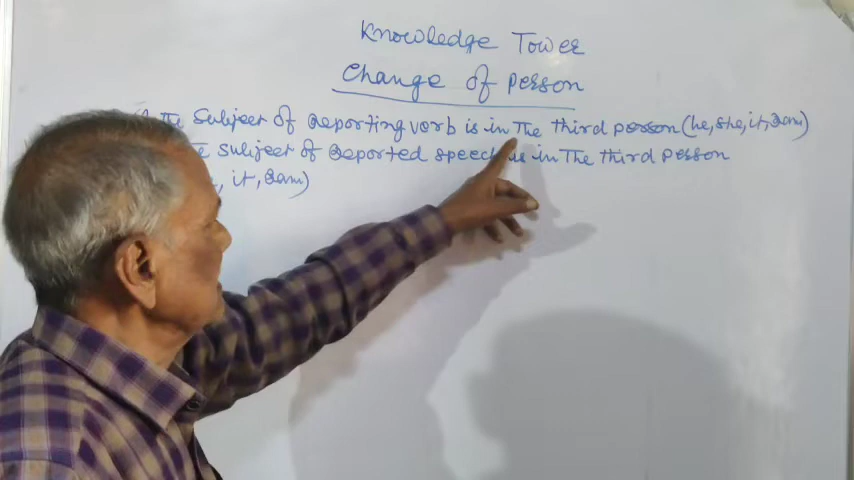 Knowledge Tower
Change of person
the subject of reporting verb is in The third person (he, she, it, Ram)
subject of reported speech is in The third person
it, Ram)